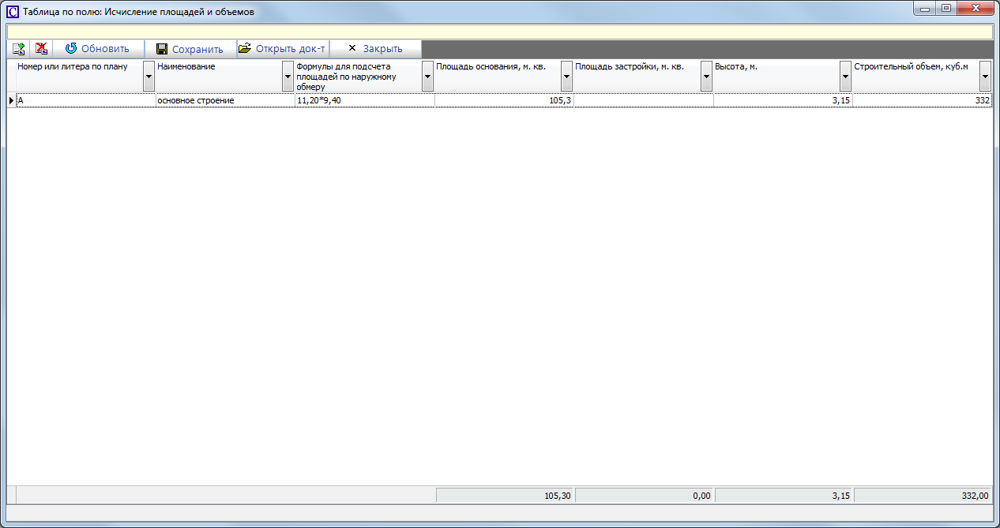 C Таблица по полю: Исчисление площадей и объемов
Обновить Сохранить Открыть док-т Закрыть
Номер или литера по плану Наименование Формулы для подсчета площадей по наружному обмеру Площадь основания, м. кв. Площадь застройки, м. кв. Высота, м. Строительный объем, куб.м
А основное строение 11,20*9,40 105,3 3,15 332
105,30 0,00 3,15 332,00